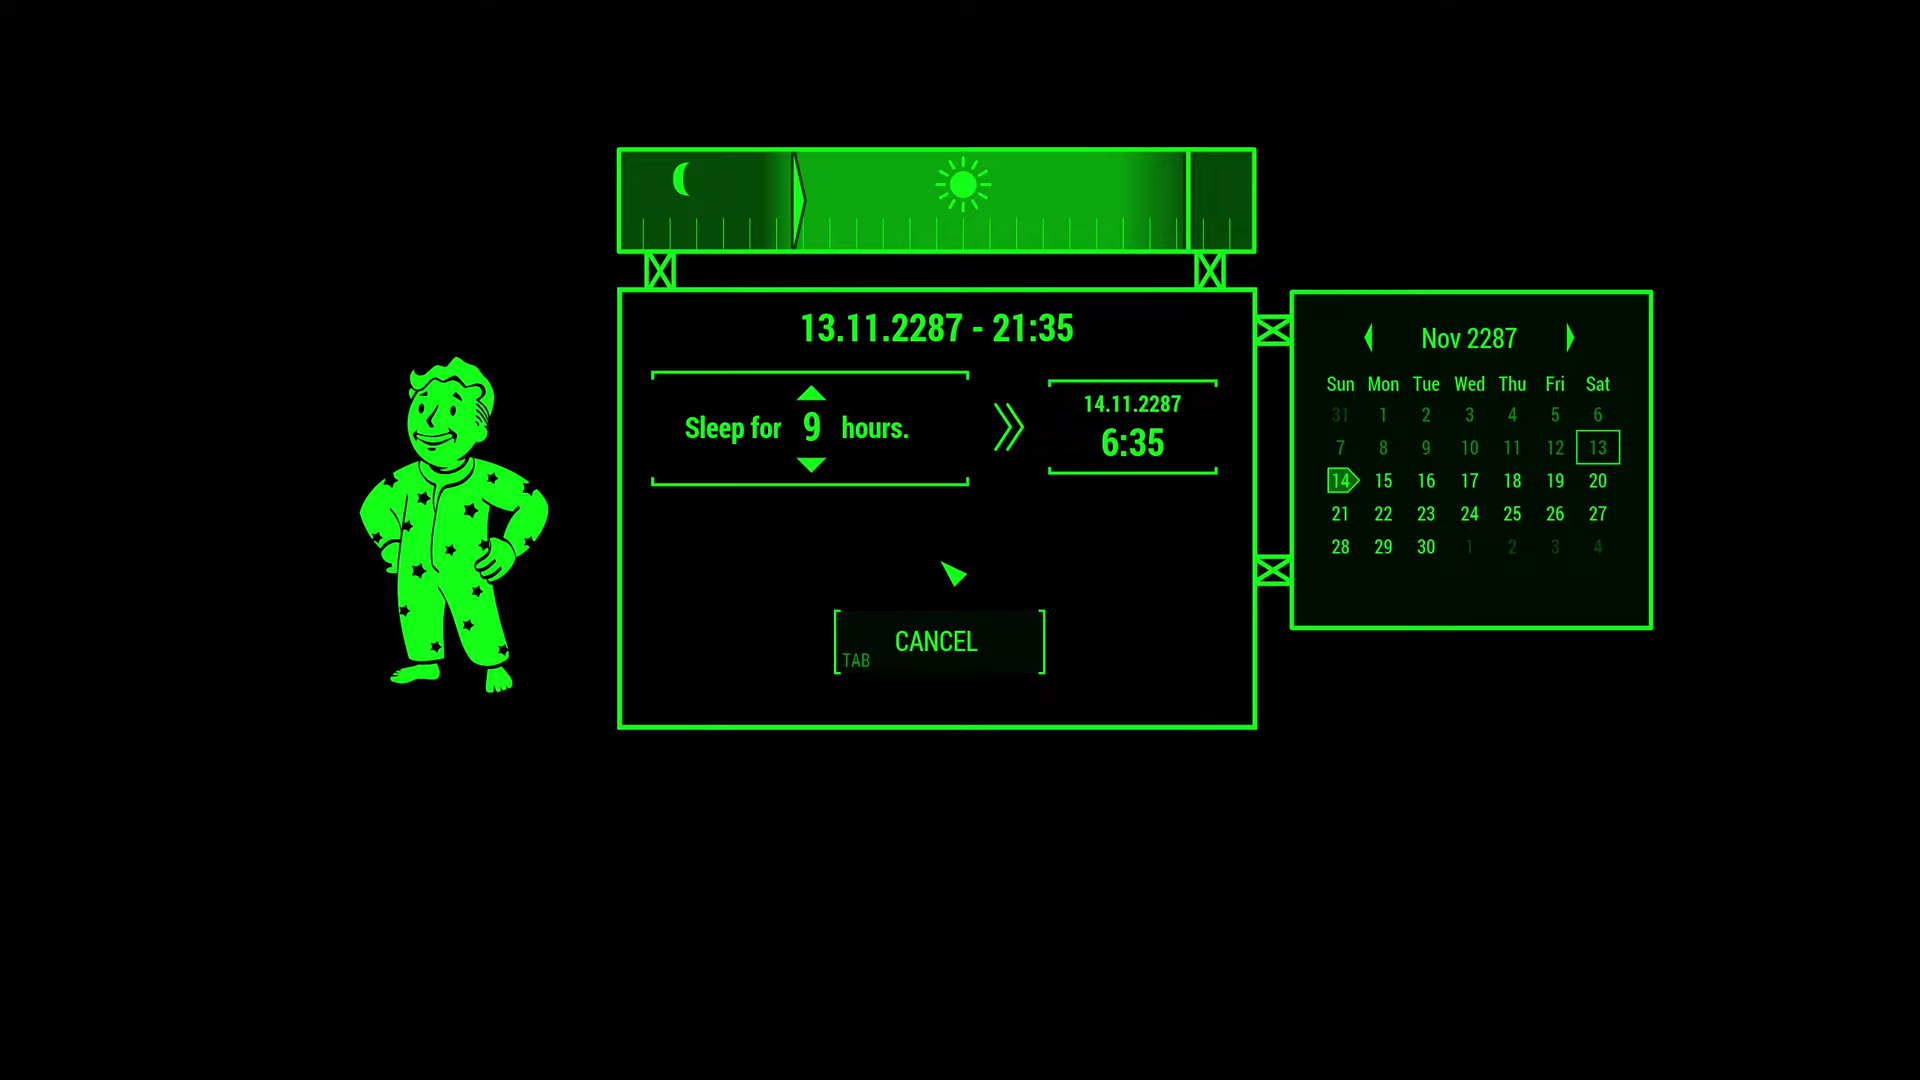 13.11.2287 - 21:35
Sleep for 9 hours.
14.11.2287
6:35
CANCEL
TAB
Nov 2287
Sun Mon Tue Wed Thu Fri Sat
31 1 2 3 4 5 6
7 8 9 10 11 12 13
14 15 16 17 18 19 20
21 22 23 24 25 26 27
28 29 30 1 2 3 4